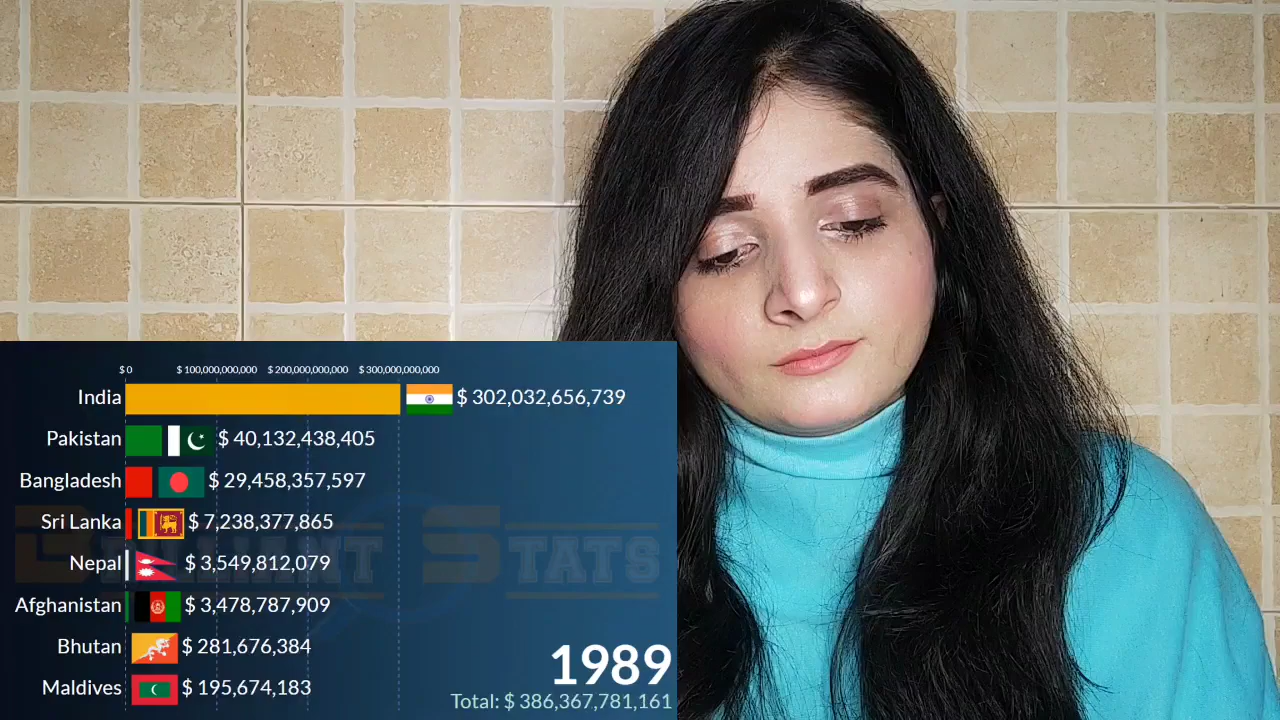 $ 0 $ 100,000,000,000 $ 200,000,000,000 $ 300,000,000,000
India $ 302,032,656,739
Pakistan $ 40,132,438,405
Bangladesh $ 29,458,357,597
Sri Lanka $ 7,238,377,865
BRILLIANT STATS
Nepal $ 3,549,812,079
Afghanistan $ 3,478,787,909
Bhutan $ 281,676,384
Maldives $ 195,674,183
1989
Total: $ 386,367,781,161